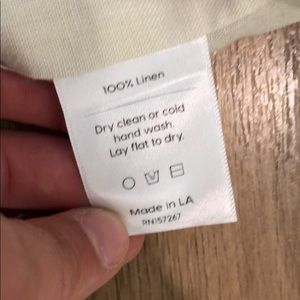 100% Linen
Dry clean or cold
hand wash.
Lay flat to dry.
Made in LA
RN157267